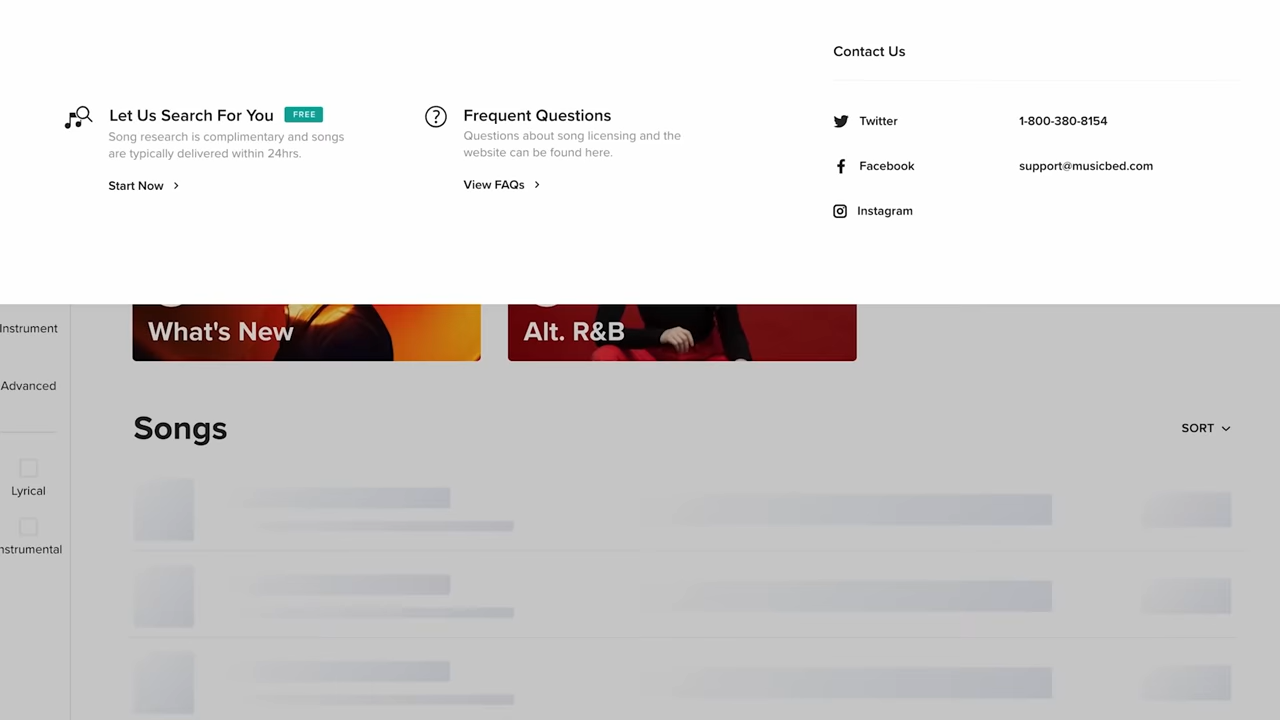 Contact Us
Let Us Search For You FREE
Song research is complimentary and songs
are typically delivered within 24hrs.
Start Now
Frequent Questions
Questions about song licensing and the
website can be found here.
View FAQs
Twitter
1-800-380-8154
Facebook
support@musicbed.com
Instagram
Instrument
Advanced
Lyrical
nstrumental
What's New
Alt. R&B
Songs
SORT